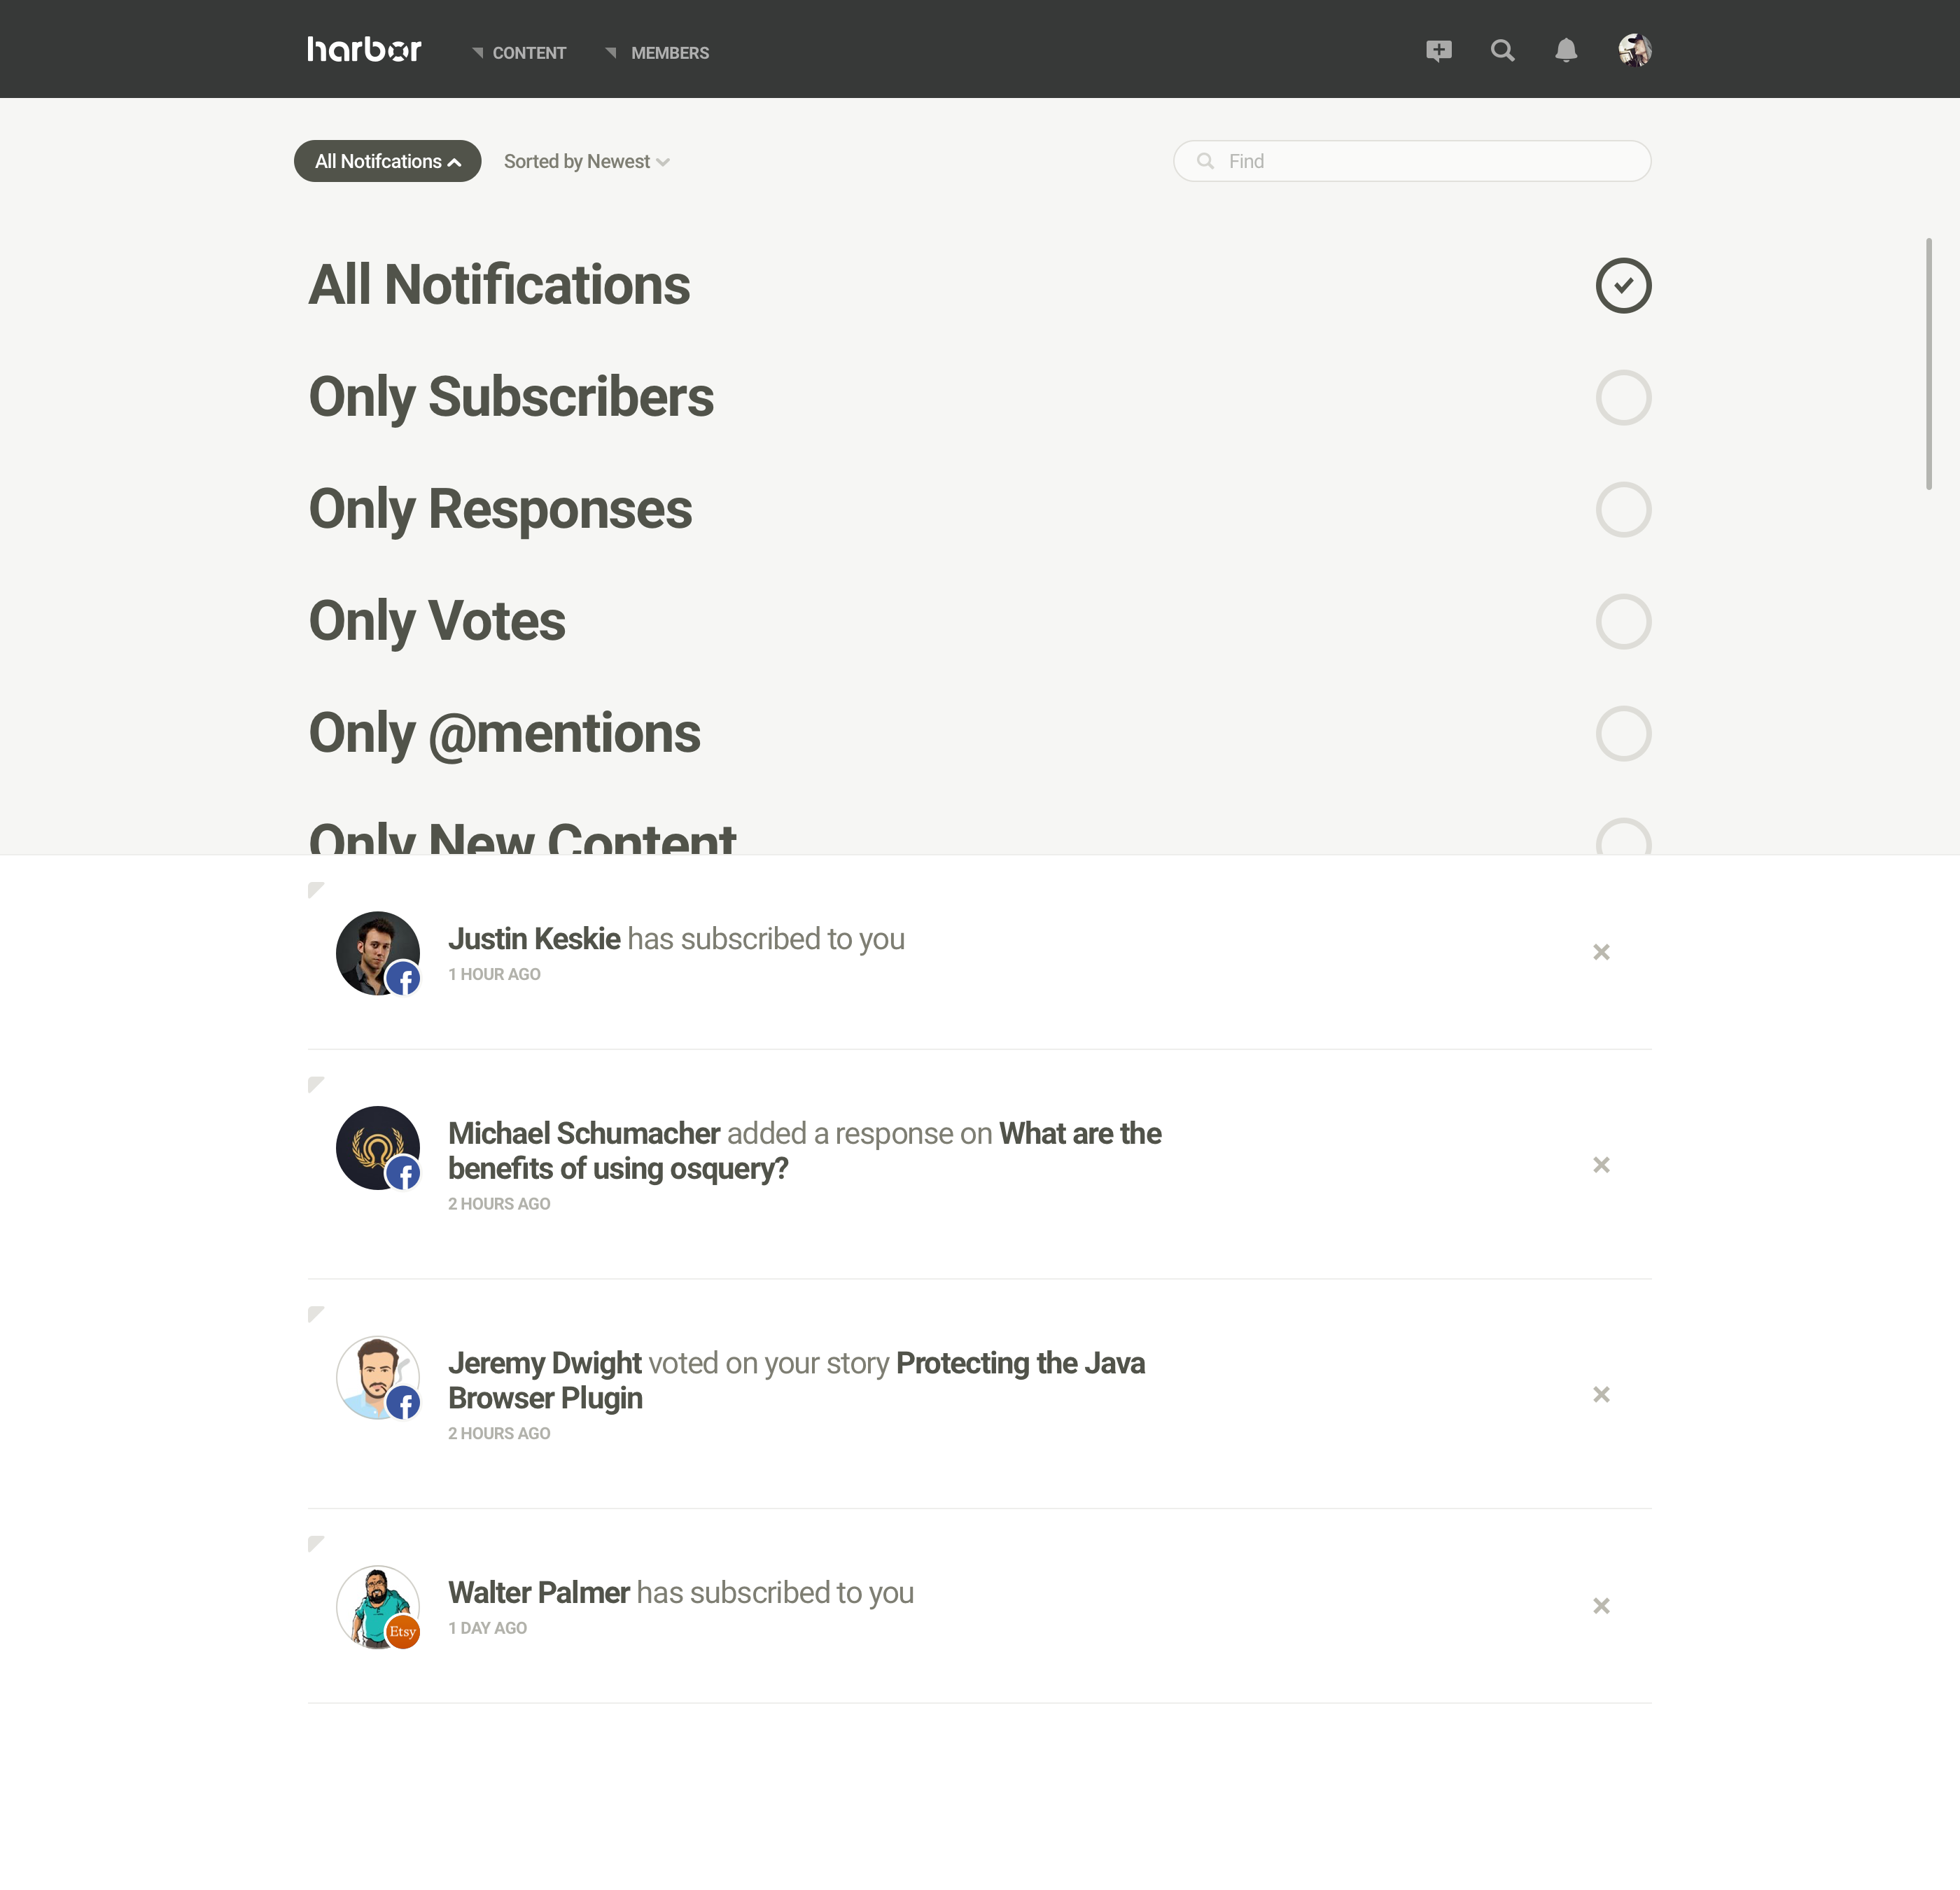 harbor
CONTENT
MEMBERS
All Notifcations
Sorted by Newest
Find
All Notifications
Only Subscribers
Only Responses
Only Votes
Only @mentions
Only New Content
Justin Keskie has subscribed to you
1 HOUR AGO
Michael Schumacher added a response on What are the
benefits of using osquery?
2 HOURS AGO
Jeremy Dwight voted on your story Protecting the Java
Browser Plugin
2 HOURS AGO
Walter Palmer has subscribed to you
Etsy
1 DAY AGO